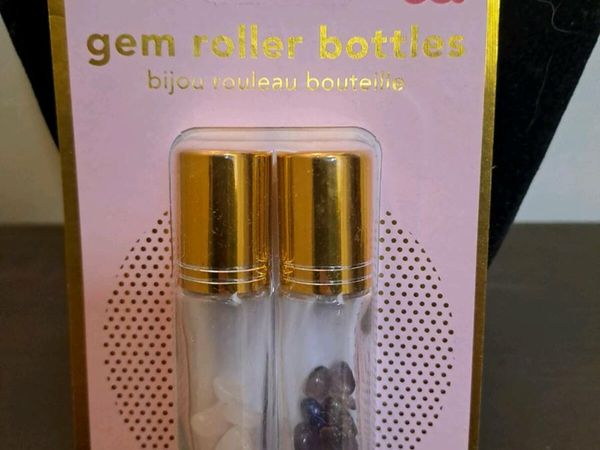 gem roller bottles
bijou rouleau bouteille